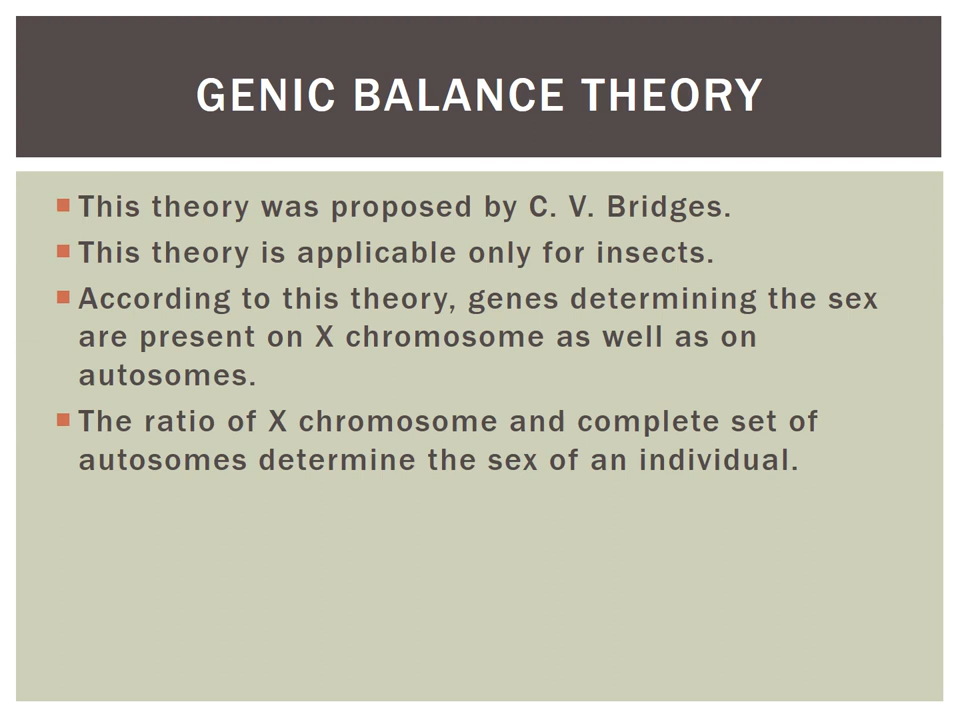 GENIC BALANCE THEORY
This theory was proposed by C. V. Bridges.
This theory is applicable only for insects.
According to this theory, genes determining the sex
are present on X chromosome as well as on
autosomes.
The ratio of X chromosome and complete set of
autosomes determine the sex of an individual.